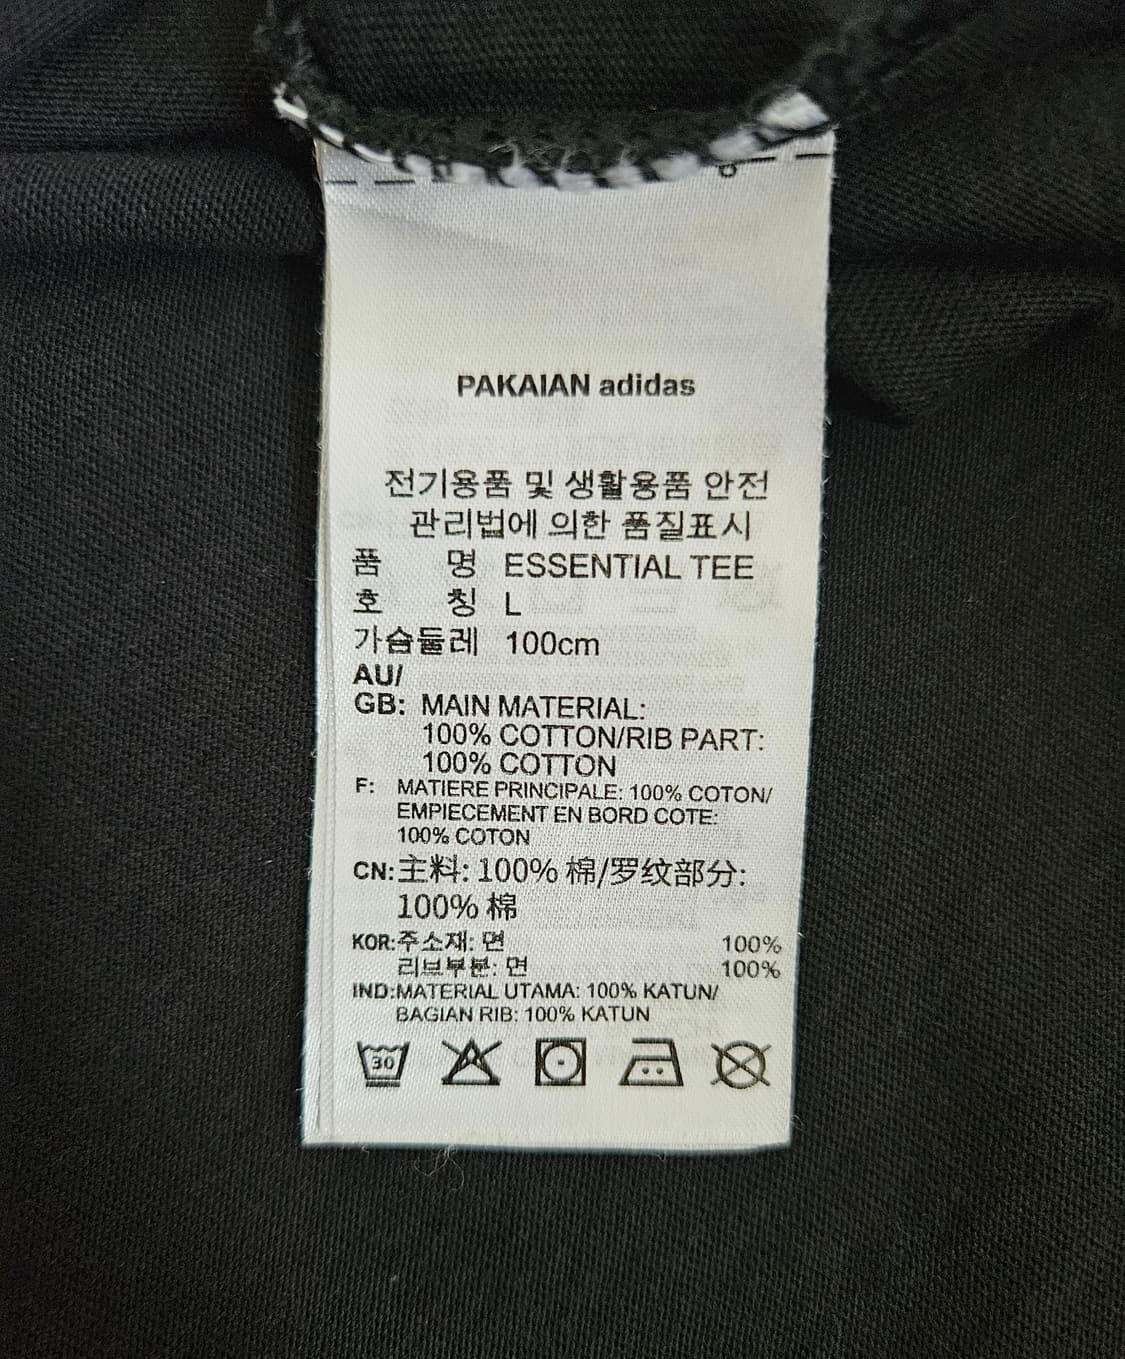 PAKAIAN adidas
전기용품 및 생활용품 안전
관리법에 의한 품질표시
품 명 ESSENTIAL TEE
호 칭 L
가슴둘레 100cm
AU/
GB: MAIN MATERIAL:
100% COTTON/RIB PART:
100% COTTON
F: MATIERE PRINCIPALE: 100% COTON/
EMPIECEMENT EN BORD COTE:
100% COTON
CN:主料: 100% 棉/罗纹部分:
100% 棉
KOR:주소재: 면 100%
리브부분: 면 100%
IND:MATERIAL UTAMA: 100% KATUN/
BAGIAN RIB: 100% KATUN
30